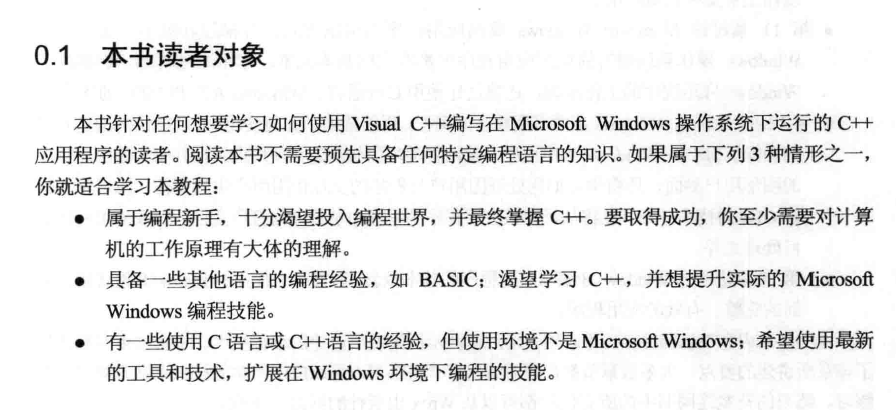 0.1 本书读者对象
本书针对任何想要学习如何使用 Visual C++编写在 Microsoft Windows 操作系统下运行的 C++
应用程序的读者。阅读本书不需要预先具备任何特定编程语言的知识。如果属于下列 3 种情形之一，
你就适合学习本教程：
● 属于编程新手，十分渴望投入编程世界，并最终掌握 C++。要取得成功，你至少需要对计算
机的工作原理有大体的理解。
● 具备一些其他语言的编程经验，如 BASIC；渴望学习 C++，并想提升实际的 Microsoft
Windows 编程技能。
● 有一些使用 C 语言或 C++语言的经验，但使用环境不是 Microsoft Windows；希望使用最新
的工具和技术，扩展在 Windows 环境下编程的技能。